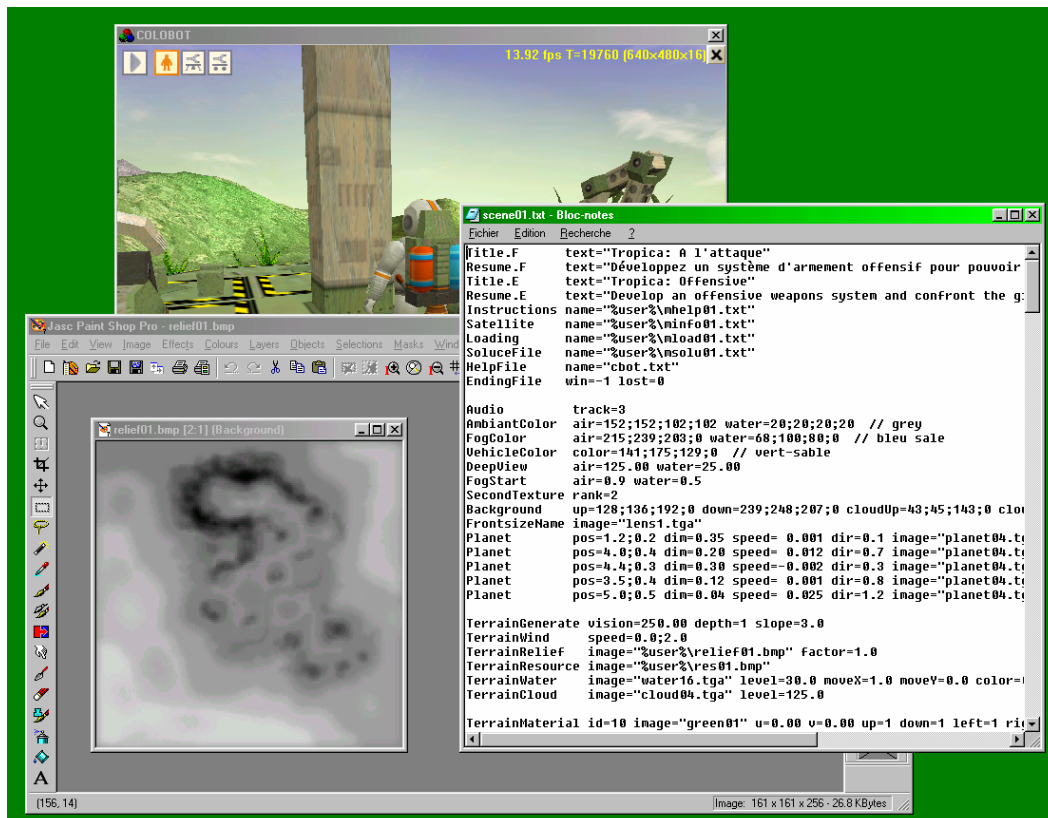 COLOBOT
13.92 fps T=19760 (640×480×16)
scene01.txt - Bloc-notes
Fichier Edition Recherche ?
Title.F text="Tropica: A l'attaque"
Resume.F text="Développez un système d'armement offensif pour pouvoir
Title.E text="Tropica: Offensive"
Resume.E text="Develop an offensive weapons system and confront the
Instructions name="%user%\mhelp01.txt"
Satellite name="%user%\minfo01.txt"
Loading name="%user%\mload01.txt"
SoluceFile name="%user%\msolu01.txt"
HelpFile name="cbot.txt"
EndingFile win=-1 lost=0
Audio track=3
AmbiantColor air=152;152;102;102 water=20;20;20;20 // grey
FogColor air=215;239;203;0 water=68;100;80;0 // bleu sale
VehicleColor color=141;175;129;0 // vert-sable
DeepView air=125.00 water=25.00
FogStart air=0.9 water=0.5
SecondTexture rank=2
Background up=128;136;192;0 down=239;248;207;0 cloudUp=43;45;143;0 clou
FrontsizeName image="lens1.tga"
Planet pos=1.2;0.2 dim=0.35 speed= 0.001 dir=0.1 image="planet04.tg
Planet pos=4.0;0.4 dim=0.20 speed= 0.012 dir=0.7 image="planet04.tg
Planet pos=4.4;0.3 dim=0.30 speed=-0.002 dir=0.3 image="planet04.tg
Planet pos=3.5;0.4 dim=0.12 speed= 0.001 dir=0.8 image="planet04.tg
Planet pos=5.0;0.5 dim=0.04 speed= 0.025 dir=1.2 image="planet04.tg
TerrainGenerate vision=250.00 depth=1 slope=3.0
TerrainWind speed=0.0;2.0
TerrainRelief image="%user%\relief01.bmp" factor=1.0
TerrainResource image="%user%\res01.bmp"
TerrainWater image="water16.tga" level=30.0 moveX=1.0 moveY=0.0 color=
TerrainCloud image="cloud04.tga" level=125.0
TerrainMaterial id=10 image="green01" u=0.00 v=0.00 up=1 down=1 left=1
Jasc Paint Shop Pro - relief01.bmp
File Edit View Image Effects Colours Layers Objects Selections Masks Wind
relief01.bmp [2:1] (Background)
A
(156, 14)
Image: 161 x 161 x 256 - 26.8 KBytes